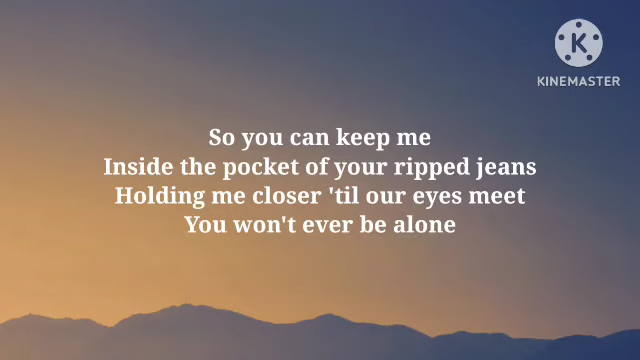 K
KINEMASTER
So you can keep me
Inside the pocket of your ripped jeans
Holding me closer 'til our eyes meet
You won't ever be alone